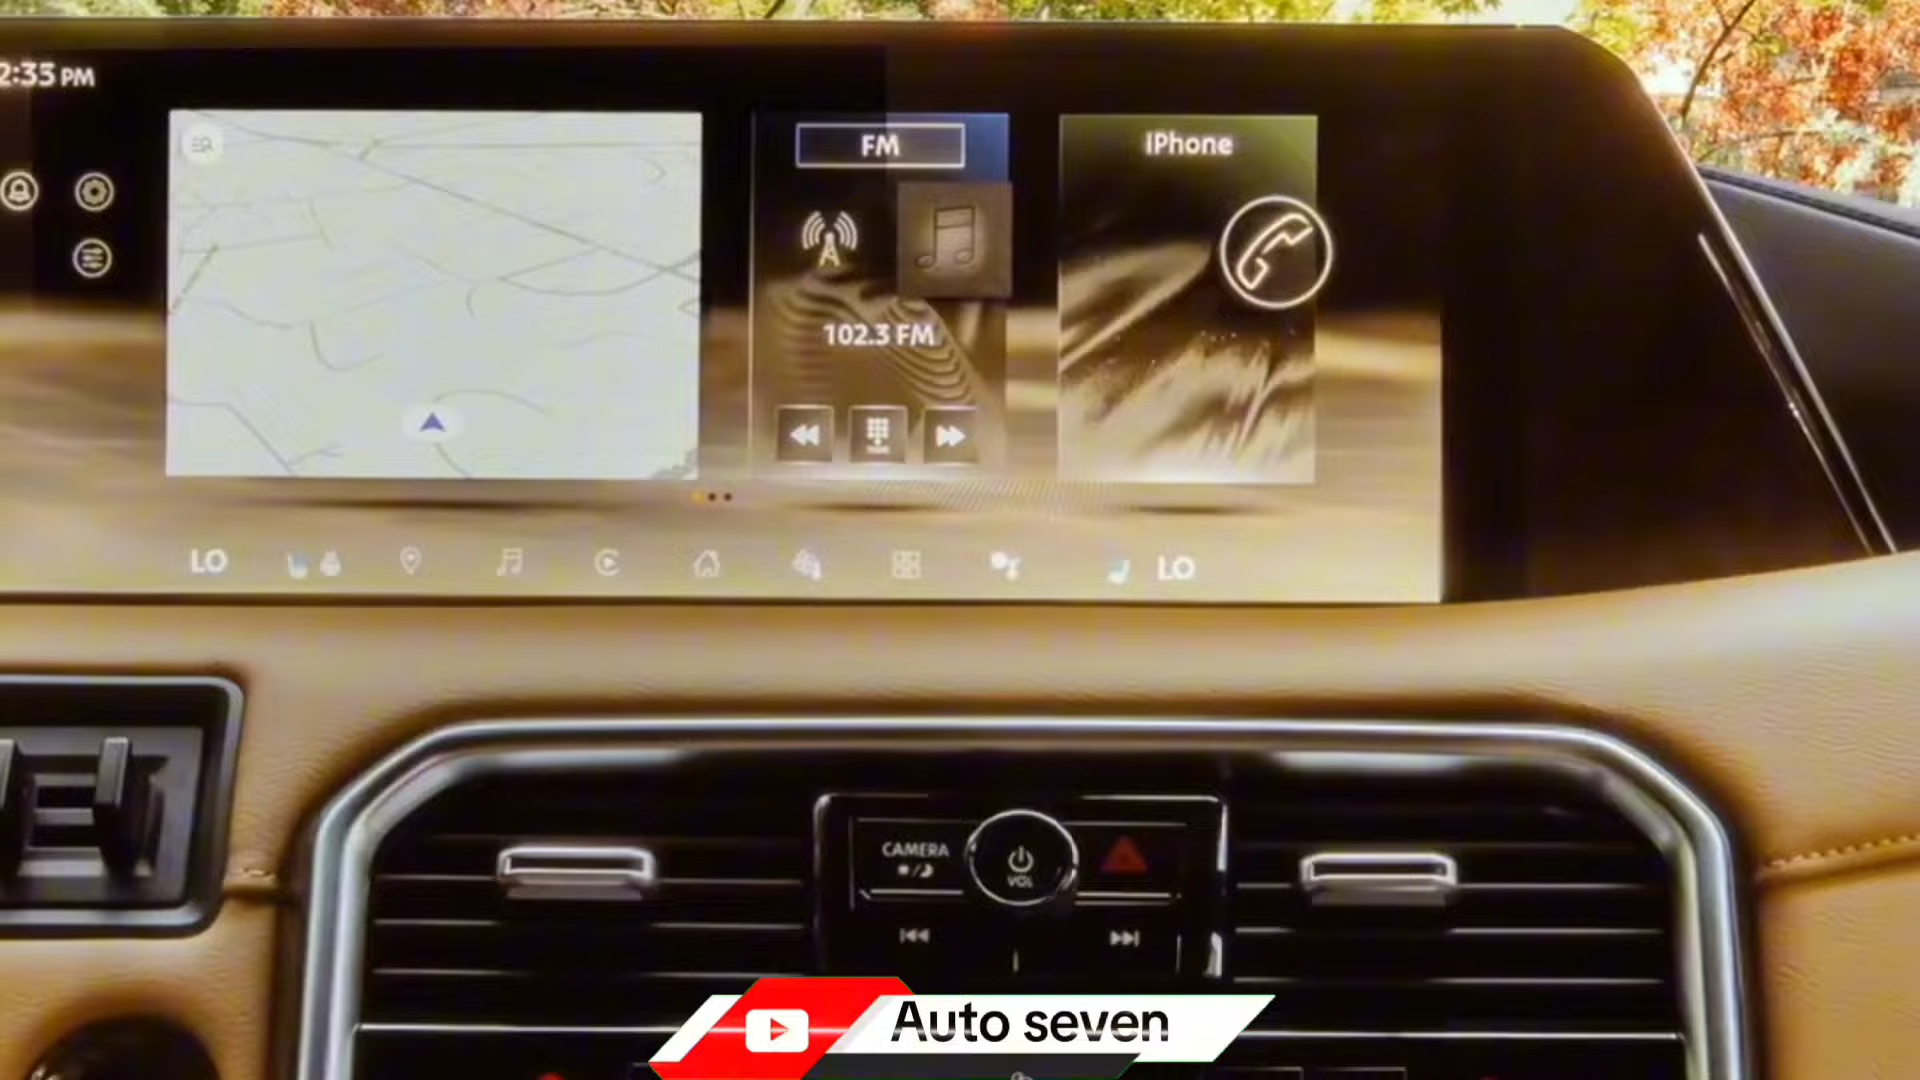 2:35 PM
FM
iPhone
102.3 FM
LO
LO
CAMERA
VOL
Auto seven